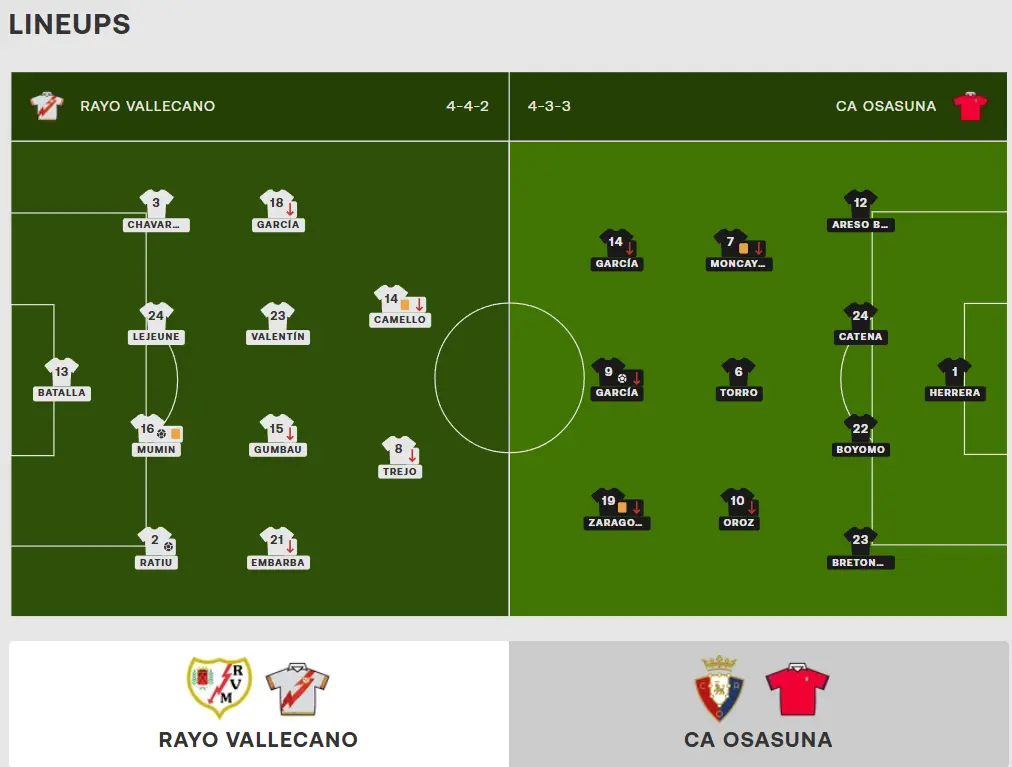 LINEUPS
RAYO VALLECANO
4-4-2
4-3-3
CA OSASUNA
3
CHAVAR...
18
GARCÍA
24
LEJEUNE
23
VALENTÍN
14
CAMELLO
13
BATALLA
16
MUMIN
15
GUMBAU
8
TREJO
2
RATIU
21
EMBARBA
14
GARCÍA
7
MONCAY...
12
ARESO B...
24
CATENA
9
GARCÍA
6
TORRO
1
HERRERA
22
BOYOMO
19
ZARAGO...
10
OROZ
23
BRETON...
RVM
RAYO VALLECANO
CA OSASUNA